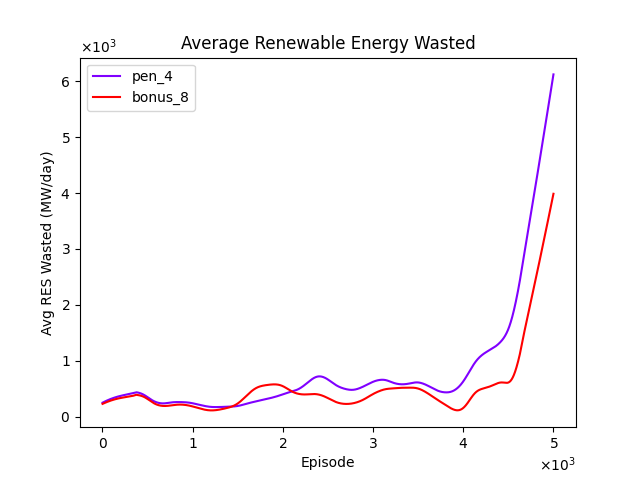 Average Renewable Energy Wasted
×10³
pen_4
bonus_8
Avg RES Wasted (MW/day)
6
5
4
3
2
1
0
0 1 2 3 4 5
Episode
×10³